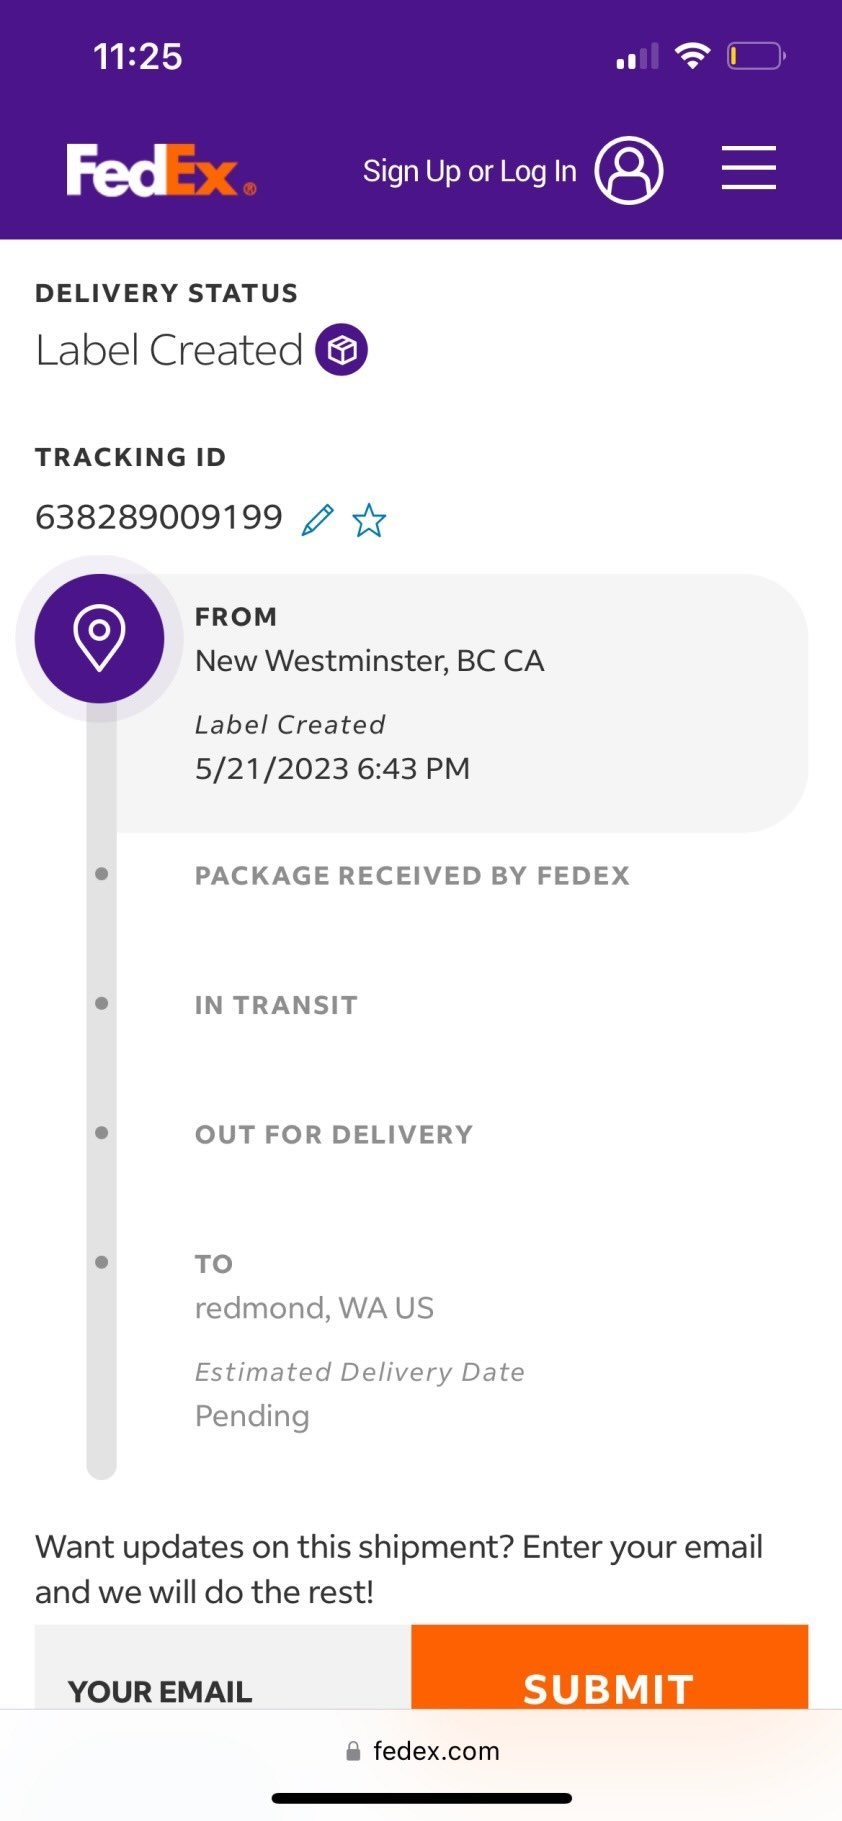 11:25
FedEx®
Sign Up or Log In
DELIVERY STATUS
Label Created
TRACKING ID
638289009199
FROM
New Westminster, BC CA
Label Created
5/21/2023 6:43 PM
PACKAGE RECEIVED BY FEDEX
IN TRANSIT
OUT FOR DELIVERY
TO
redmond, WA US
Estimated Delivery Date
Pending
Want updates on this shipment? Enter your email
and we will do the rest!
YOUR EMAIL
SUBMIT
fedex.com